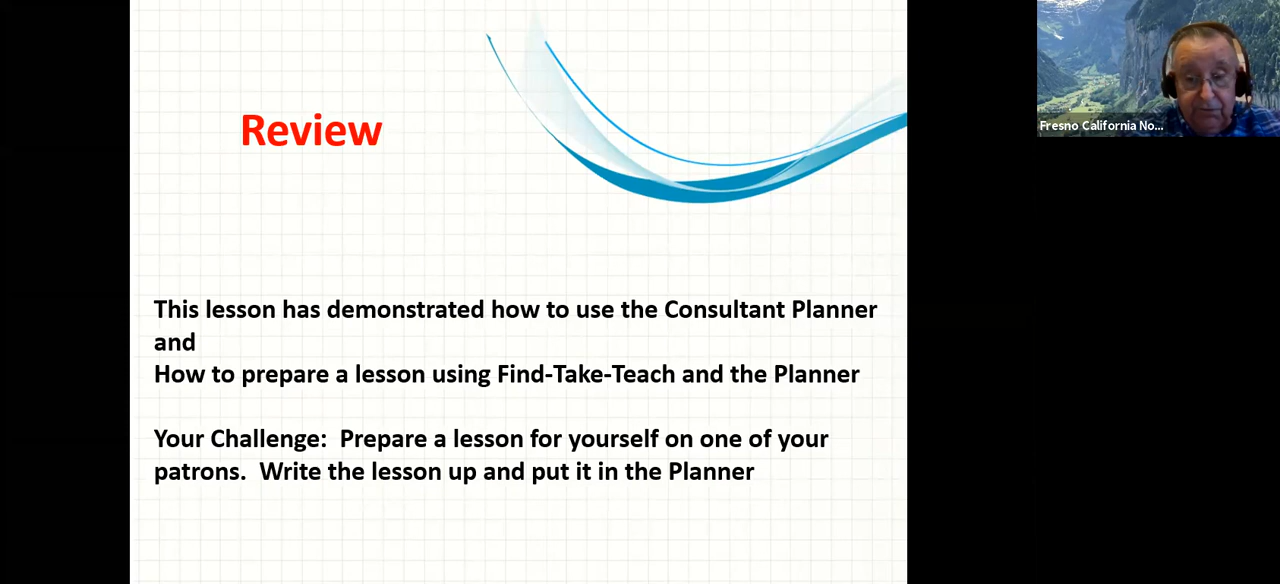 Review
This lesson has demonstrated how to use the Consultant Planner
and
How to prepare a lesson using Find-Take-Teach and the Planner
Your Challenge:  Prepare a lesson for yourself on one of your
patrons.  Write the lesson up and put it in the Planner
Fresno California No...